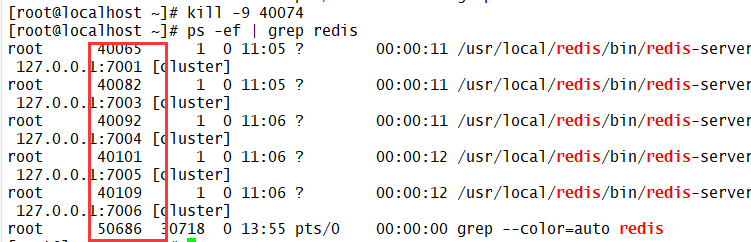 [root@localhost ~]# kill -9 40074
[root@localhost ~]# ps -ef | grep redis
root 40065 1 0 11:05 ? 00:00:11 /usr/local/redis/bin/redis-server
127.0.0.1:7001 [cluster]
root 40082 1 0 11:05 ? 00:00:11 /usr/local/redis/bin/redis-server
127.0.0.1:7003 [cluster]
root 40092 1 0 11:06 ? 00:00:11 /usr/local/redis/bin/redis-server
127.0.0.1:7004 [cluster]
root 40101 1 0 11:06 ? 00:00:12 /usr/local/redis/bin/redis-server
127.0.0.1:7005 [cluster]
root 40109 1 0 11:06 ? 00:00:12 /usr/local/redis/bin/redis-server
127.0.0.1:7006 [cluster]
root 50686 30718 0 13:55 pts/0 00:00:00 grep --color=auto redis